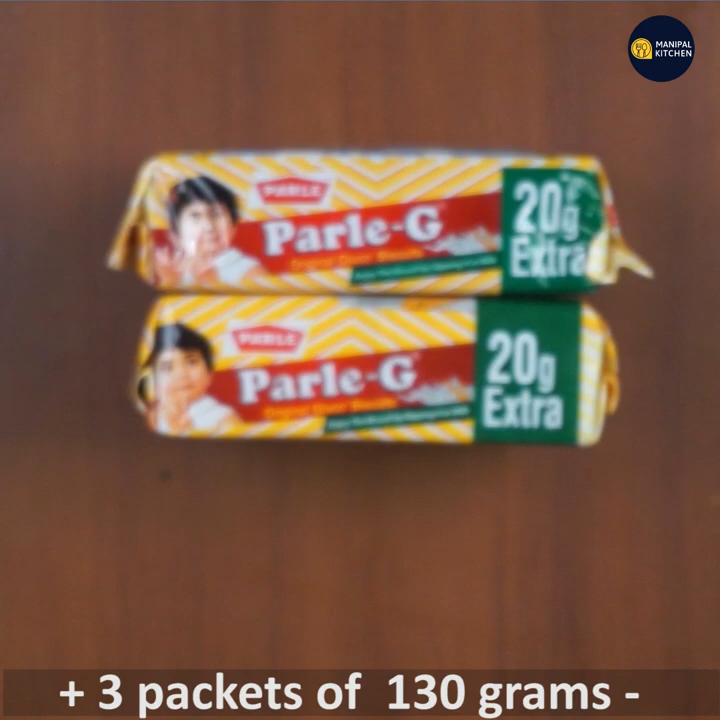 MANIPAL
KITCHEN
PARLE
Parle-G
20g
Extra
PARLE
Parle-G
20g
Extra
+ 3 packets of  130 grams -